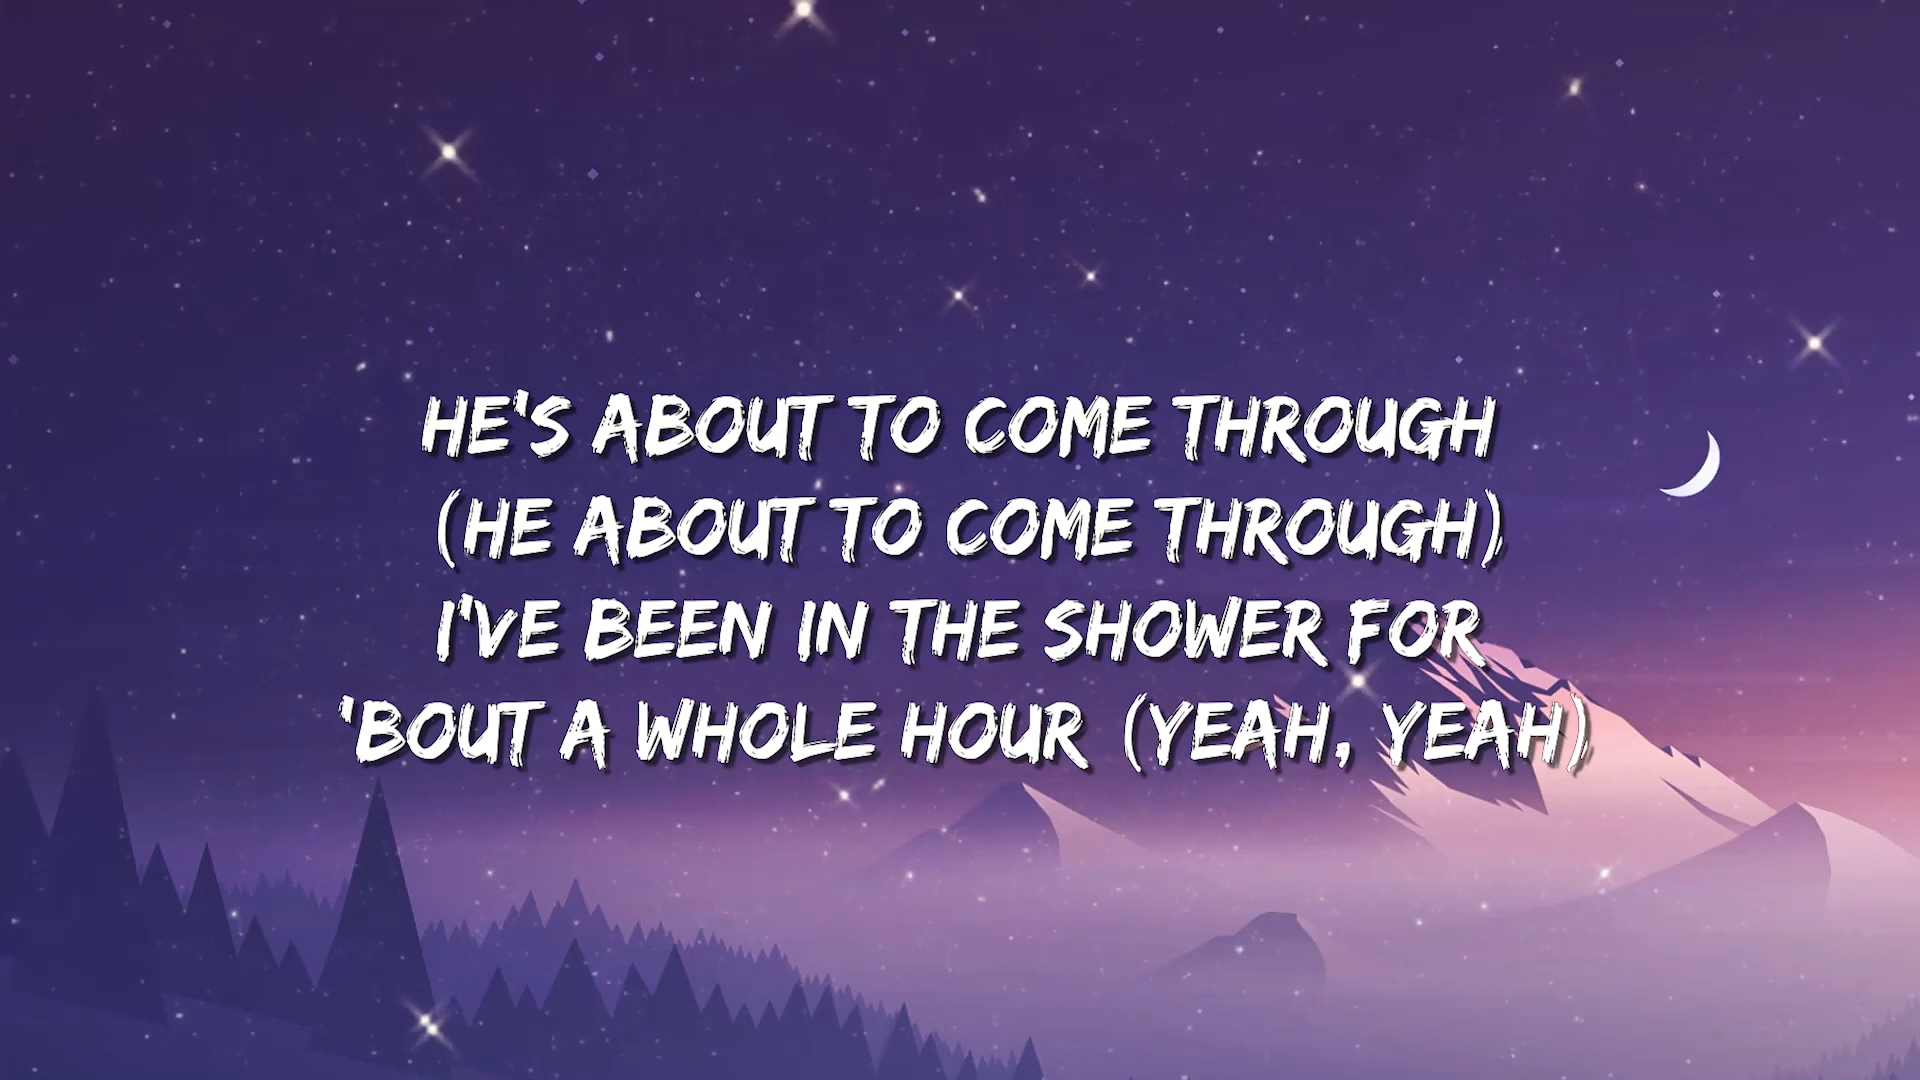 HE'S ABOUT TO COME THROUGH
(HE ABOUT TO COME THROUGH)
I'VE BEEN IN THE SHOWER FOR
'BOUT A WHOLE HOUR (YEAH, YEAH)